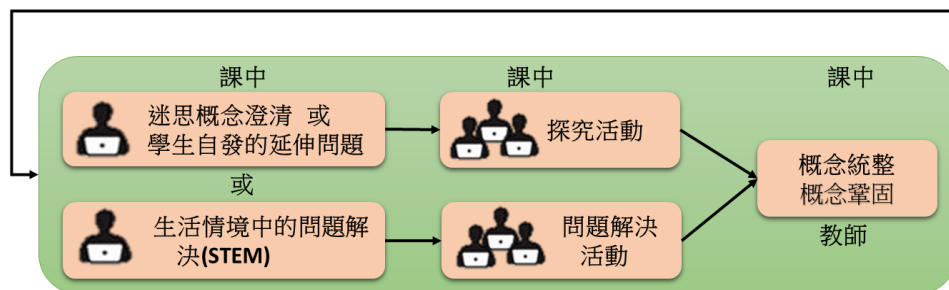 課中
課中
課中
迷思概念澄清 或
學生自發的延伸問題
探究活動
概念統整
概念鞏固
或
生活情境中的問題解
決(STEM)
問題解決
活動
教師